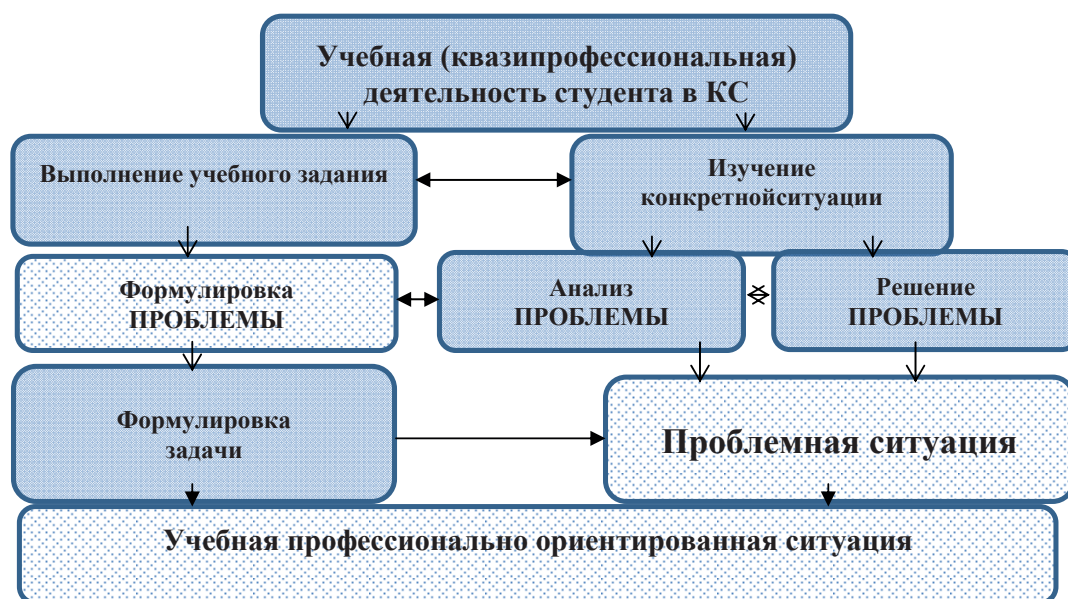 Учебная (квазипрофессиональная)
деятельность студента в КС
Выполнение учебного задания
Изучение
конкретнойситуации
Формулировка
ПРОБЛЕМЫ
Анализ
ПРОБЛЕМЫ
Решение
ПРОБЛЕМЫ
Формулировка
задачи
Проблемная ситуация
Учебная профессионально ориентированная ситуация